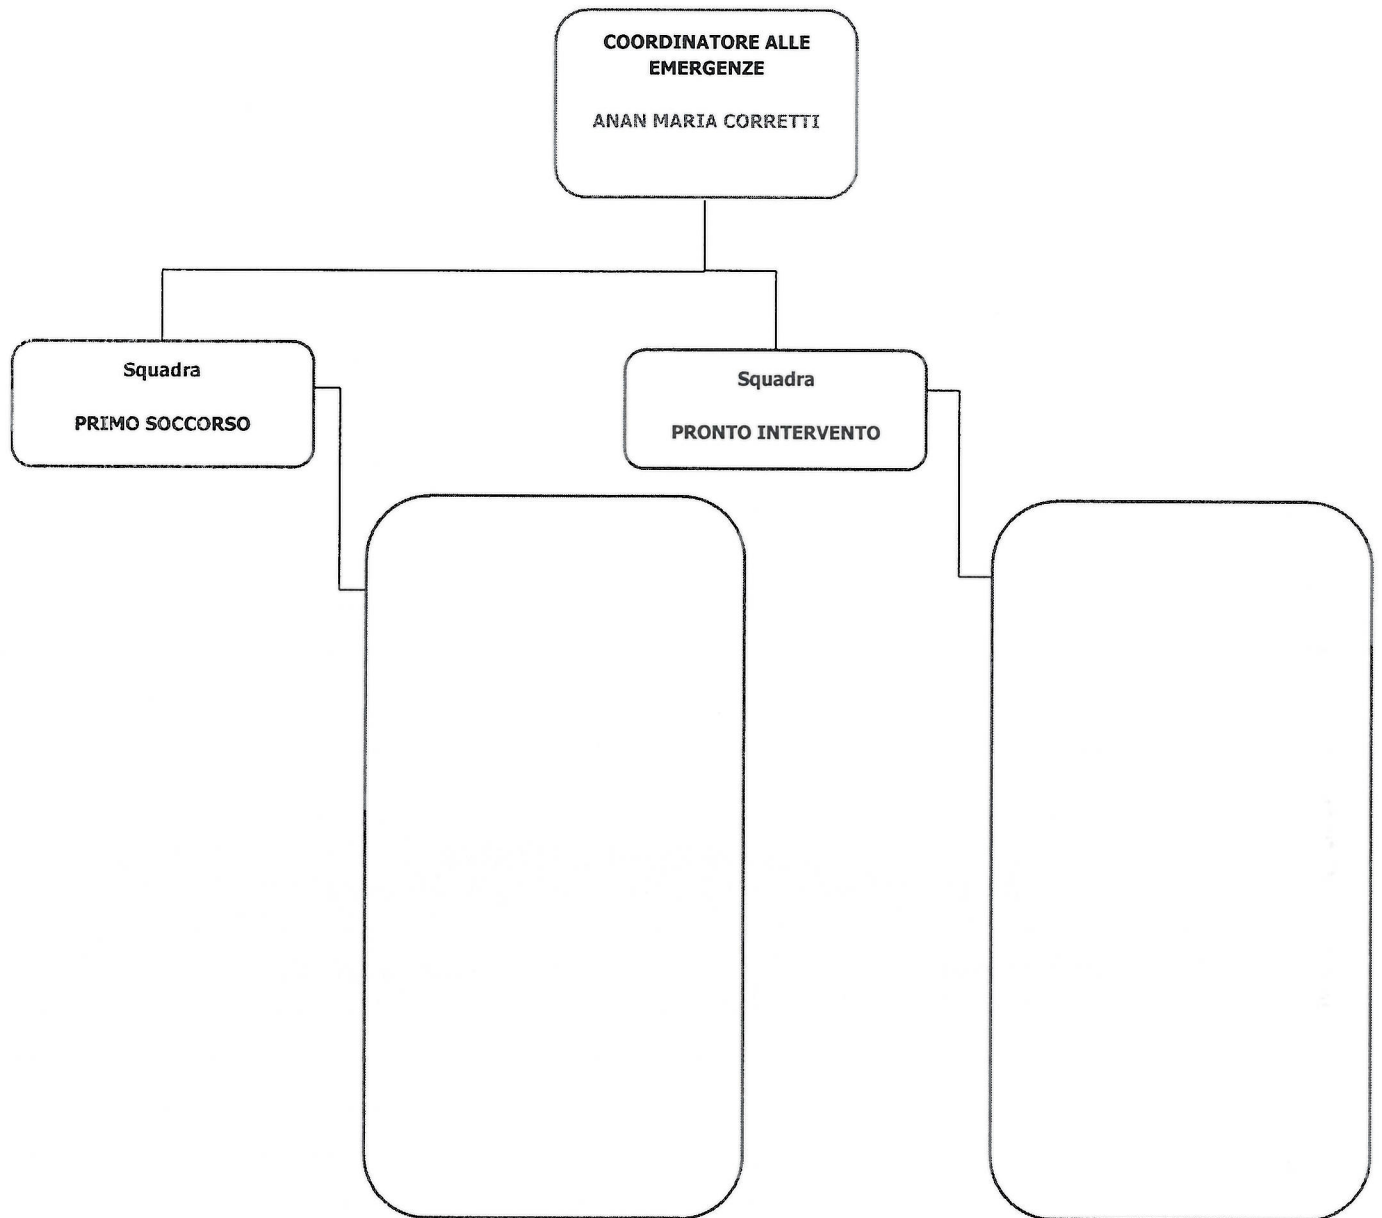 COORDINATORE ALLE
EMERGENZE
ANAN MARIA CORRETTI
Squadra
PRIMO SOCCORSO
Squadra
PRONTO INTERVENTO